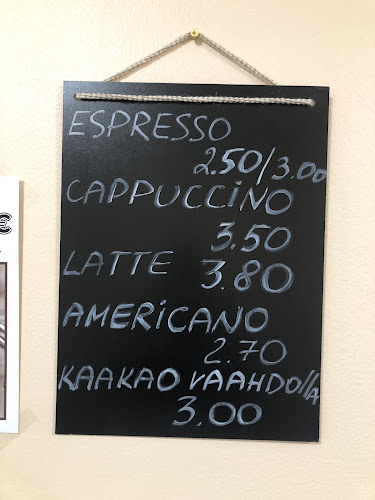 ESPRESSO
2.50/3.00
CAPPUCCINO
3.50
LATTE 3.80
AMERICANO
2.70
KAAKAO VAAHDOllA
3.00
€